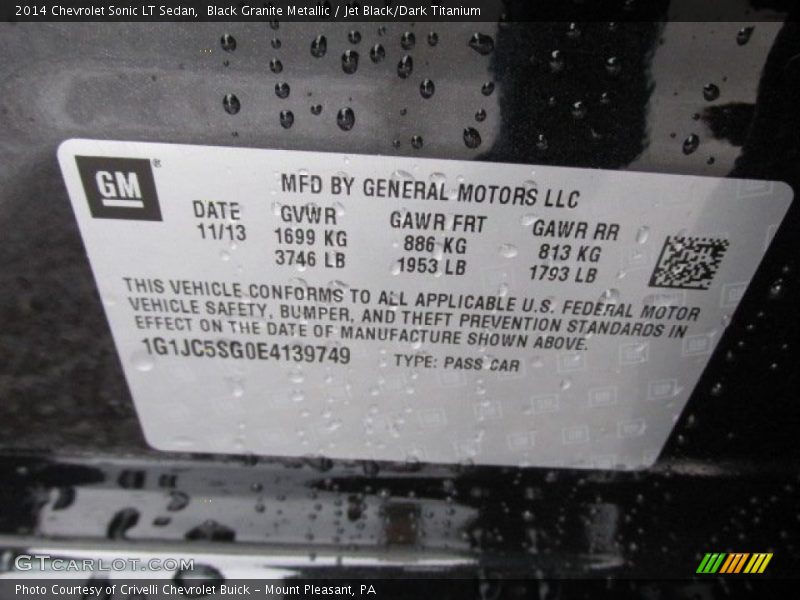 2014 Chevrolet Sonic LT Sedan,  Black Granite Metallic / Jet Black/Dark Titanium
GM®
MFD BY GENERAL MOTORS LLC
DATE GVWR GAWR FRT GAWR RR
11/13 1699 KG 886 KG 813 KG
3746 LB 1953 LB 1793 LB
THIS VEHICLE CONFORMS TO ALL APPLICABLE U.S. FEDERAL MOTOR
VEHICLE SAFETY, BUMPER, AND THEFT PREVENTION STANDARDS IN
EFFECT ON THE DATE OF MANUFACTURE SHOWN ABOVE.
1G1JC5SG0E4139749 TYPE: PASS CAR
GTCARLOT.COM
Photo Courtesy of Crivelli Chevrolet Buick – Mount Pleasant, PA